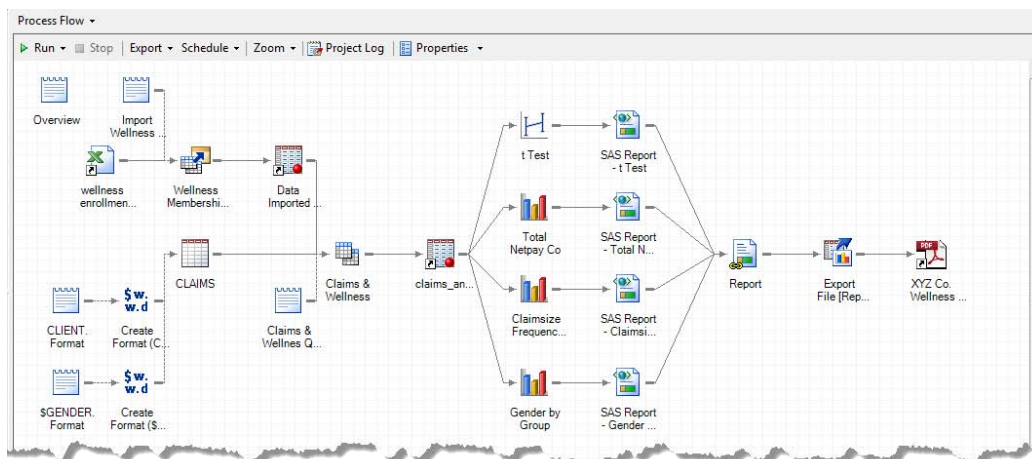 Process Flow
Run Stop Export Schedule Zoom Project Log Properties
Overview
Import
Wellness ...
wellness
enrollmen...
Wellness
Membershi...
Data
Imported ...
CLAIMS
CLIENT.
Format
$w.
w.d
Create
Format (C...
$GENDER.
Format
$w.
w.d
Create
Format ($...
Claims &
Wellness
Claims &
Wellnes Q...
claims_an...
t Test
SAS Report
- t Test
Total
Netpay Co
SAS Report
- Total N...
Claimsize
Frequenc...
SAS Report
- Claimsi...
Gender by
Group
SAS Report
- Gender ...
Report
Export
File [Rep...
PDF
XYZ Co.
Wellness ...